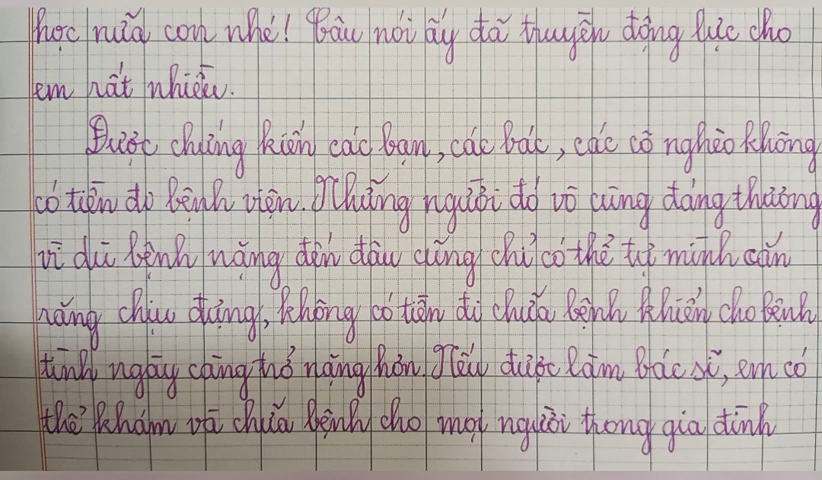 học nữa con nhé! Câu nói ấy đã truyền động lực cho
em rất nhiều.
Được chứng kiến các bạn, các bác, các cô nghèo không
có tiền đi bệnh viện. Những người đó vô cùng đáng thương
vì dù bệnh nặng đến đâu cũng chỉ có thể tự mình cắn
răng chịu đựng, không có tiền đi chữa bệnh khiến cho bệnh
tình ngày càng trở nặng hơn. Nếu được làm bác sĩ, em có
thể khám và chữa bệnh cho mọi người trong gia đình